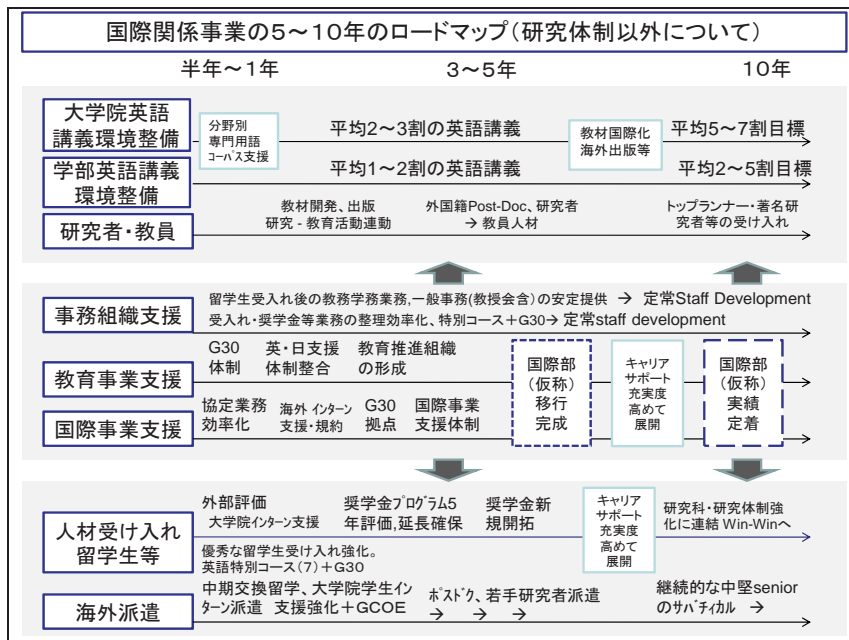 国際関係事業の5～10年のロードマップ（研究体制以外について）
半年～1年
3～5年
10年
大学院英語
講義環境整備
分野別
専門用語
コーパス支援
平均2～3割の英語講義
教材国際化
海外出版等
平均5～7割目標
学部英語講義
環境整備
平均1～2割の英語講義
平均2～5割目標
研究者・教員
教材開発、出版
研究 - 教育活動連動
外国籍Post-Doc、研究者
→ 教員人材
トップランナー・著名研
究者等の受け入れ
事務組織支援
留学生受入れ後の教務学務業務,一般事務(教授会含)の安定提供 → 定常Staff Development
受入れ・奨学金等業務の整理効率化、特別コース＋G30→ 定常staff development
教育事業支援
G30
体制
英・日支援
体制整合
教育推進組織
の形成
国際部
(仮称)
移行
完成
キャリア
サポート
充実度
高めて
展開
国際部
(仮称)
実績
定着
国際事業支援
協定業務
効率化
海外 インターン
支援・規約
G30
拠点
国際事業
支援体制
人材受け入れ
留学生等
外部評価
大学院インターン支援
奨学金プログラム5
年評価,延長確保
奨学金新
規開拓
キャリア
サポート
充実度
高めて
展開
研究科・研究体制強
化に連結 Win-Winへ
優秀な留学生受け入れ強化。
英語特別コース(7)＋G30
海外派遣
中期交換留学、大学院学生イン
ターン派遣 支援強化＋GCOE
ポスドク、若手研究者派遣
→ → →
継続的な中堅senior
のサバティカル →